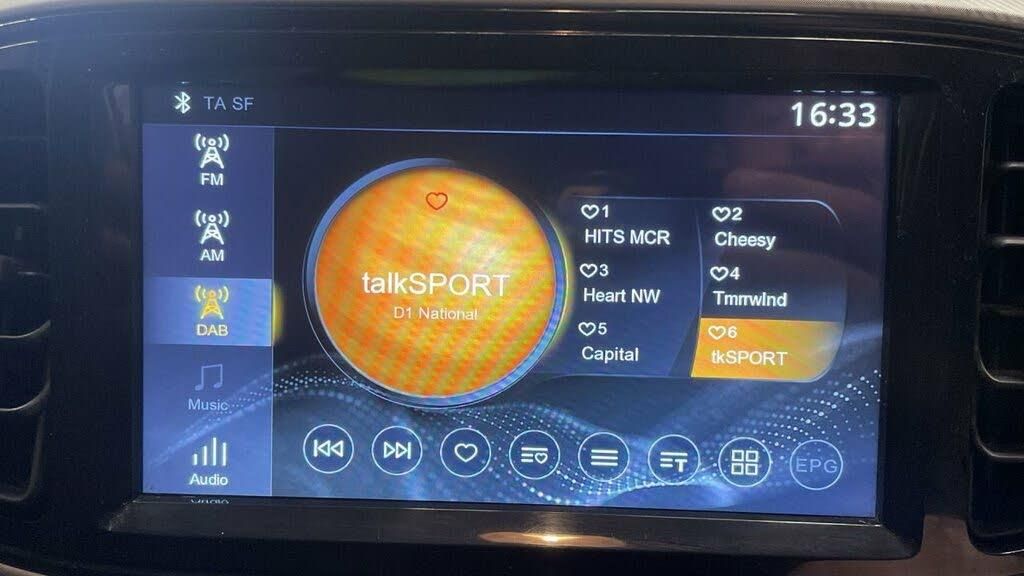 TA SF
16:33
FM
AM
DAB
Music
Audio
talkSPORT
D1 National
1
HITS MCR
2
Cheesy
3
Heart NW
4
Tmrrwlnd
5
Capital
6
tkSPORT
EPG